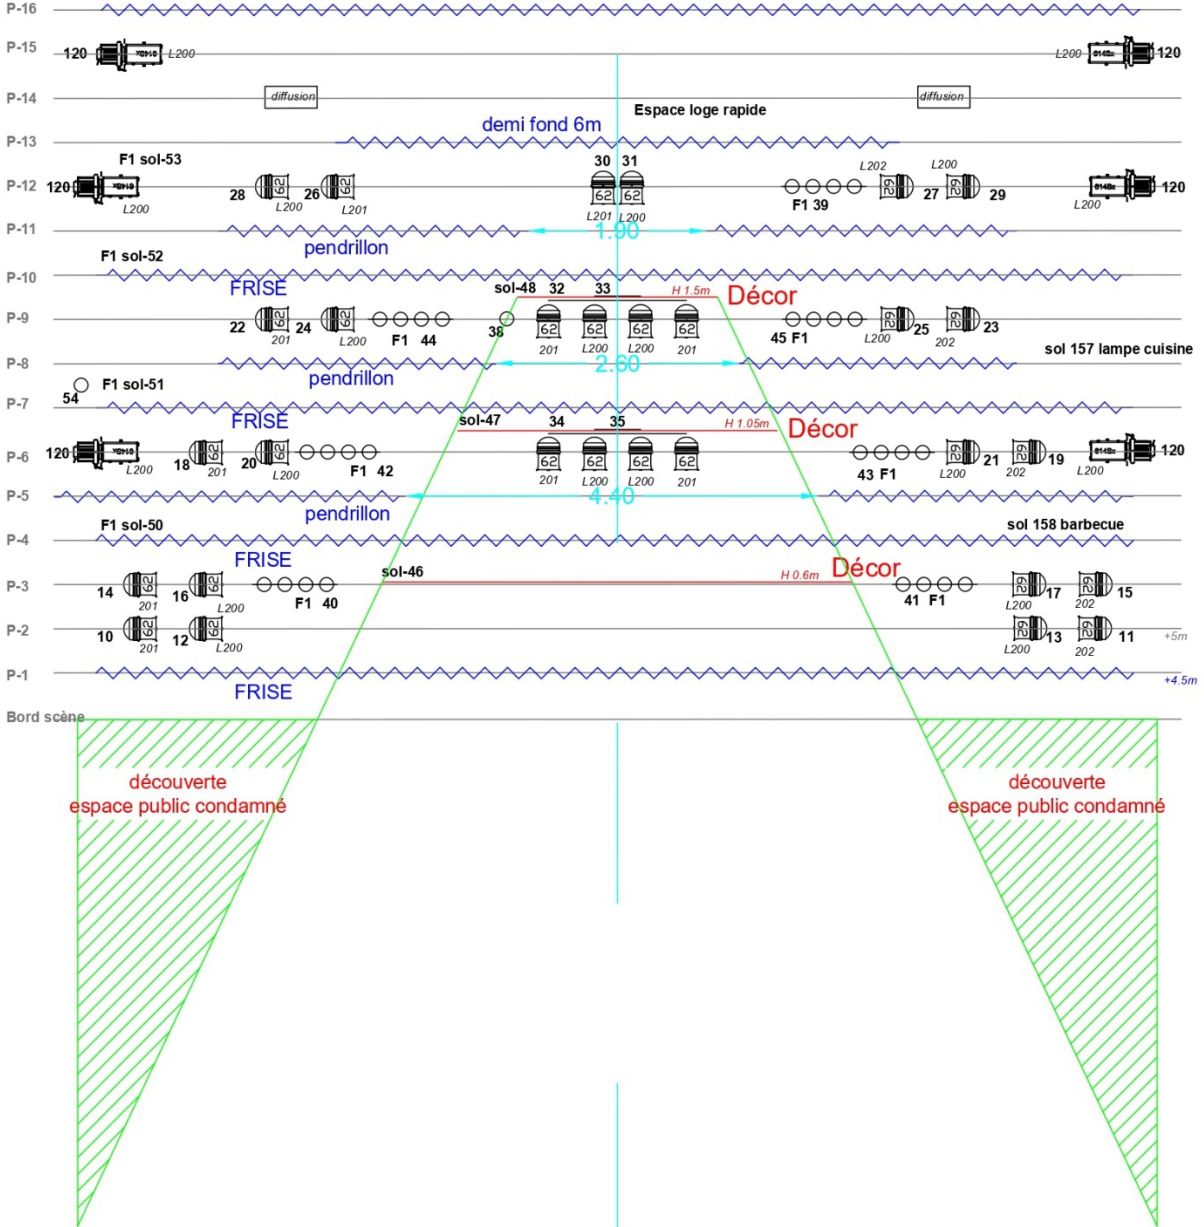 P-16
P-15 120 614Sx L200 L200 614Sx 120
P-14 diffusion diffusion
Espace loge rapide
demi fond 6m
P-13
F1 sol-53 30 31 L202 L200
P-12 120 614Sx 28 62 26 62 62 62 62 27 62 29 614Sx 120
L200 L200 L201 L201 L200 F1 39 L200
P-11 1.90
pendrillon
F1 sol-52
P-10
FRISE sol-48 32 33 H 1.5m Décor
P-9 22 62 24 62 38 62 62 62 62 62 25 62 23
201 L200 F1 44 201 L200 L200 201 45 F1 L200 202
sol 157 lampe cuisine
P-8 2.60
pendrillon
54 F1 sol-51
P-7
FRISE sol-47 34 35 H 1.05m Décor
P-6 120 614Sx 18 62 20 62 62 62 62 62 62 21 62 19 614Sx 120
L200 201 L200 F1 42 201 L200 L200 201 43 F1 L200 202 L200
P-5 4.40
pendrillon
F1 sol-50 sol 158 barbecue
P-4
FRISE
sol-46 H 0.6m Décor
P-3 14 62 16 62 62 17 62 15
201 L200 F1 40 41 F1 L200 202
P-2 10 62 12 62 62 13 62 11 +5m
201 L200 L200 202
P-1 +4.5m
FRISE
Bord scène
découverte
espace public condamné
découverte
espace public condamné